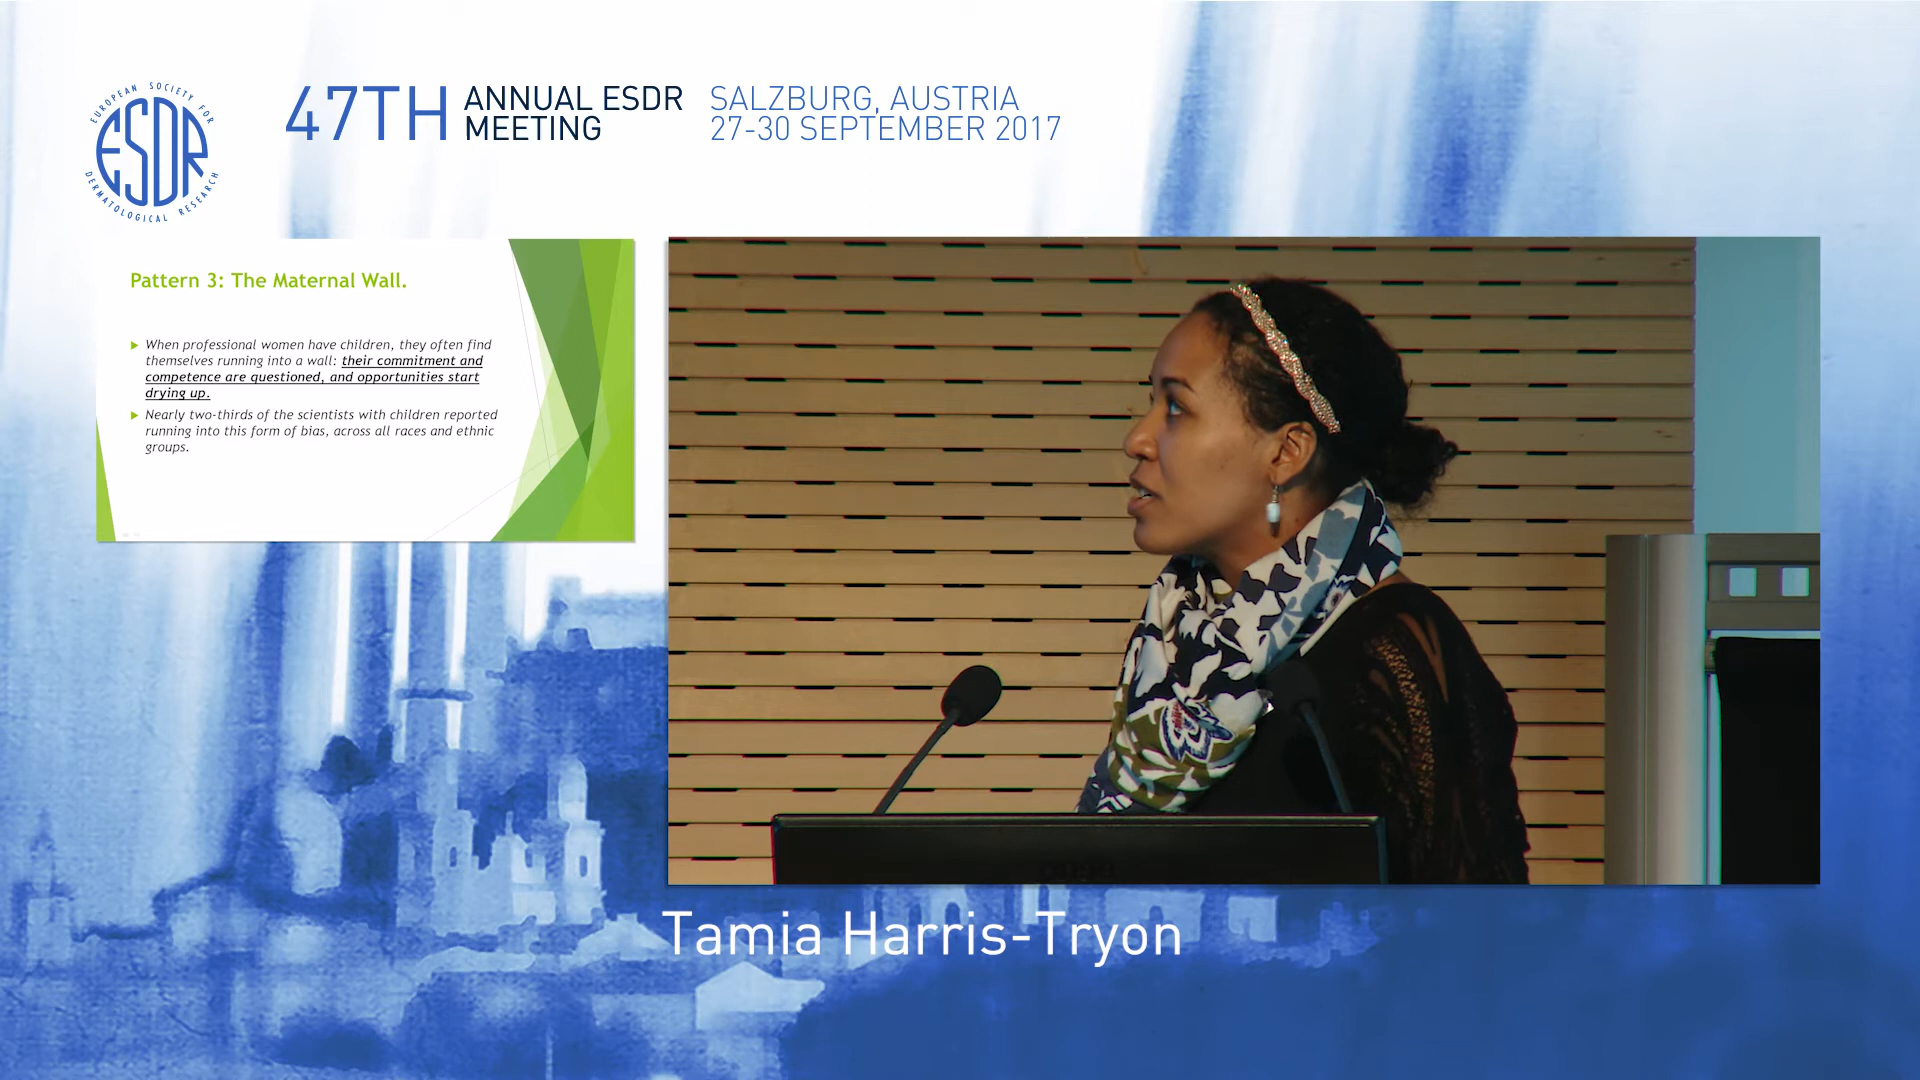 EUROPEAN SOCIETY FOR
ESDR
DERMATOLOGICAL RESEARCH
47TH ANNUAL ESDR MEETING
SALZBURG, AUSTRIA
27-30 SEPTEMBER 2017
Pattern 3: The Maternal Wall.
When professional women have children, they often find
themselves running into a wall: their commitment and
competence are questioned, and opportunities start
drying up.
Nearly two-thirds of the scientists with children reported
running into this form of bias, across all races and ethnic
groups.
Tamia Harris-Tryon